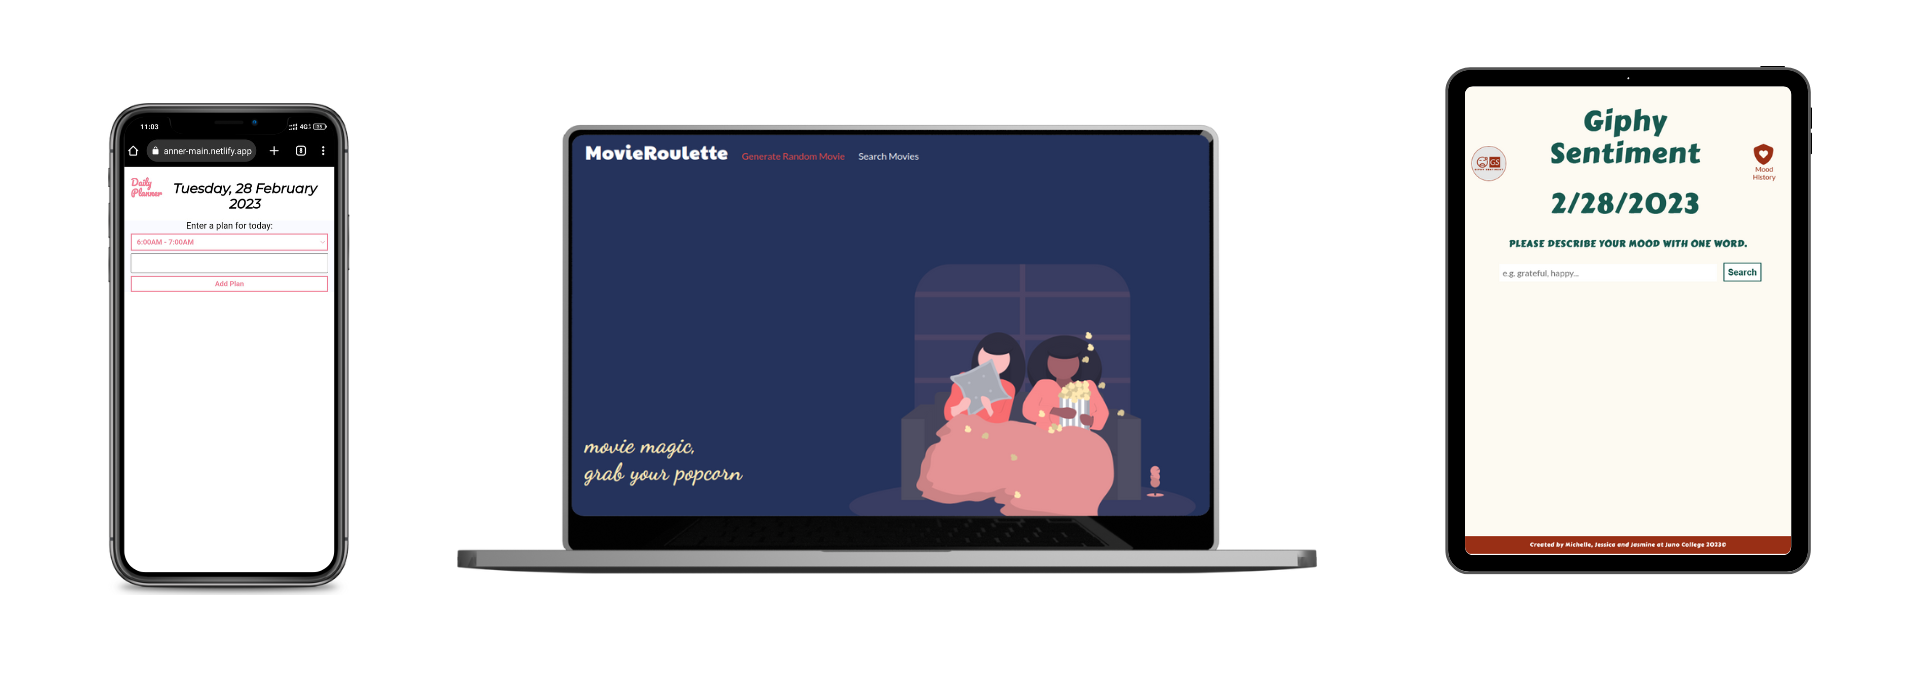 11:03
4G
anner-main.netlify.app
Daily
Planner
Tuesday, 28 February
2023
Enter a plan for today:
6:00AM - 7:00AM
Add Plan
MovieRoulette
Generate Random Movie
Search Movies
movie magic,
grab your popcorn
Giphy
Sentiment
GS
Mood
History
2/28/2023
PLEASE DESCRIBE YOUR MOOD WITH ONE WORD.
e.g. grateful, happy...
Search
Created by Michelle, Jessica and Jasmine at Juno College 2023©